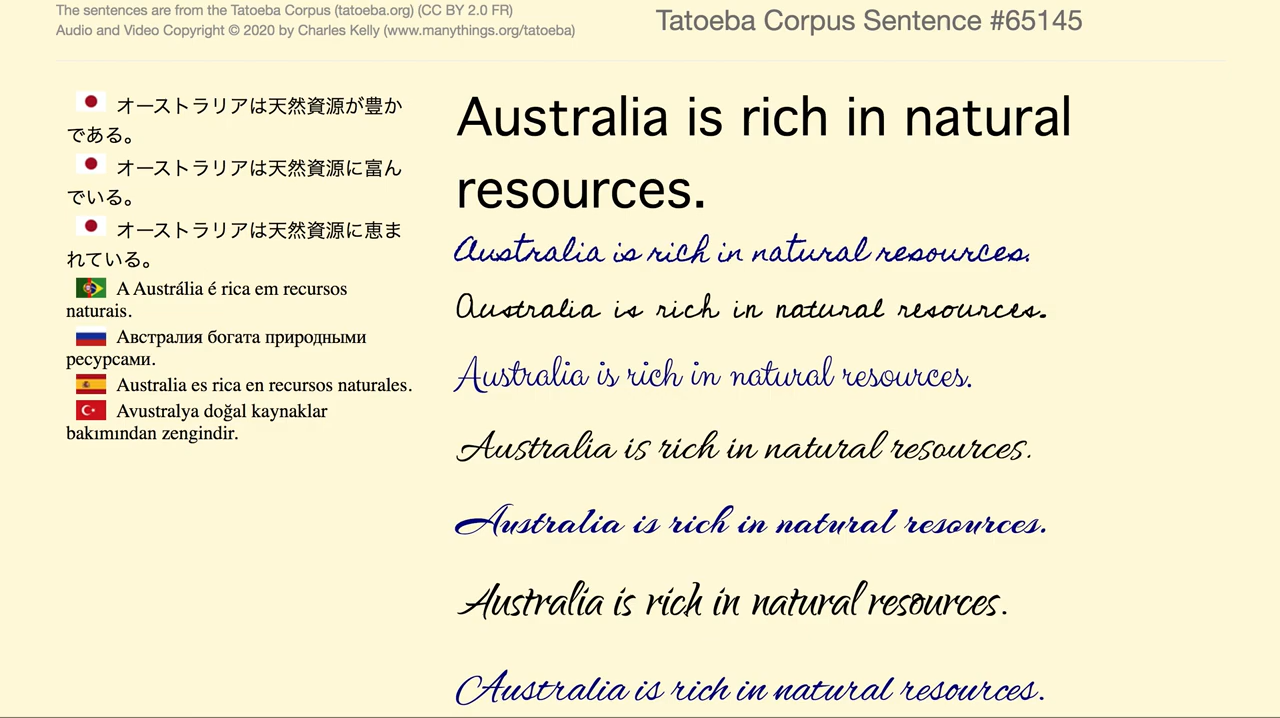 The sentences are from the Tatoeba Corpus (tatoeba.org) (CC BY 2.0 FR)
Audio and Video Copyright © 2020 by Charles Kelly (www.manythings.org/tatoeba)
Tatoeba Corpus Sentence #65145
オーストラリアは天然資源が豊か
である。
オーストラリアは天然資源に富ん
でいる。
オーストラリアは天然資源に恵ま
れている。
A Austrália é rica em recursos
naturais.
Австралия богата природными
ресурсами.
Australia es rica en recursos naturales.
Avustralya doğal kaynaklar
bakımından zengindir.
Australia is rich in natural
resources.
Australia is rich in natural resources.
Australia is rich in natural resources.
Australia is rich in natural resources.
Australia is rich in natural resources.
Australia is rich in natural resources.
Australia is rich in natural resources.
Australia is rich in natural resources.